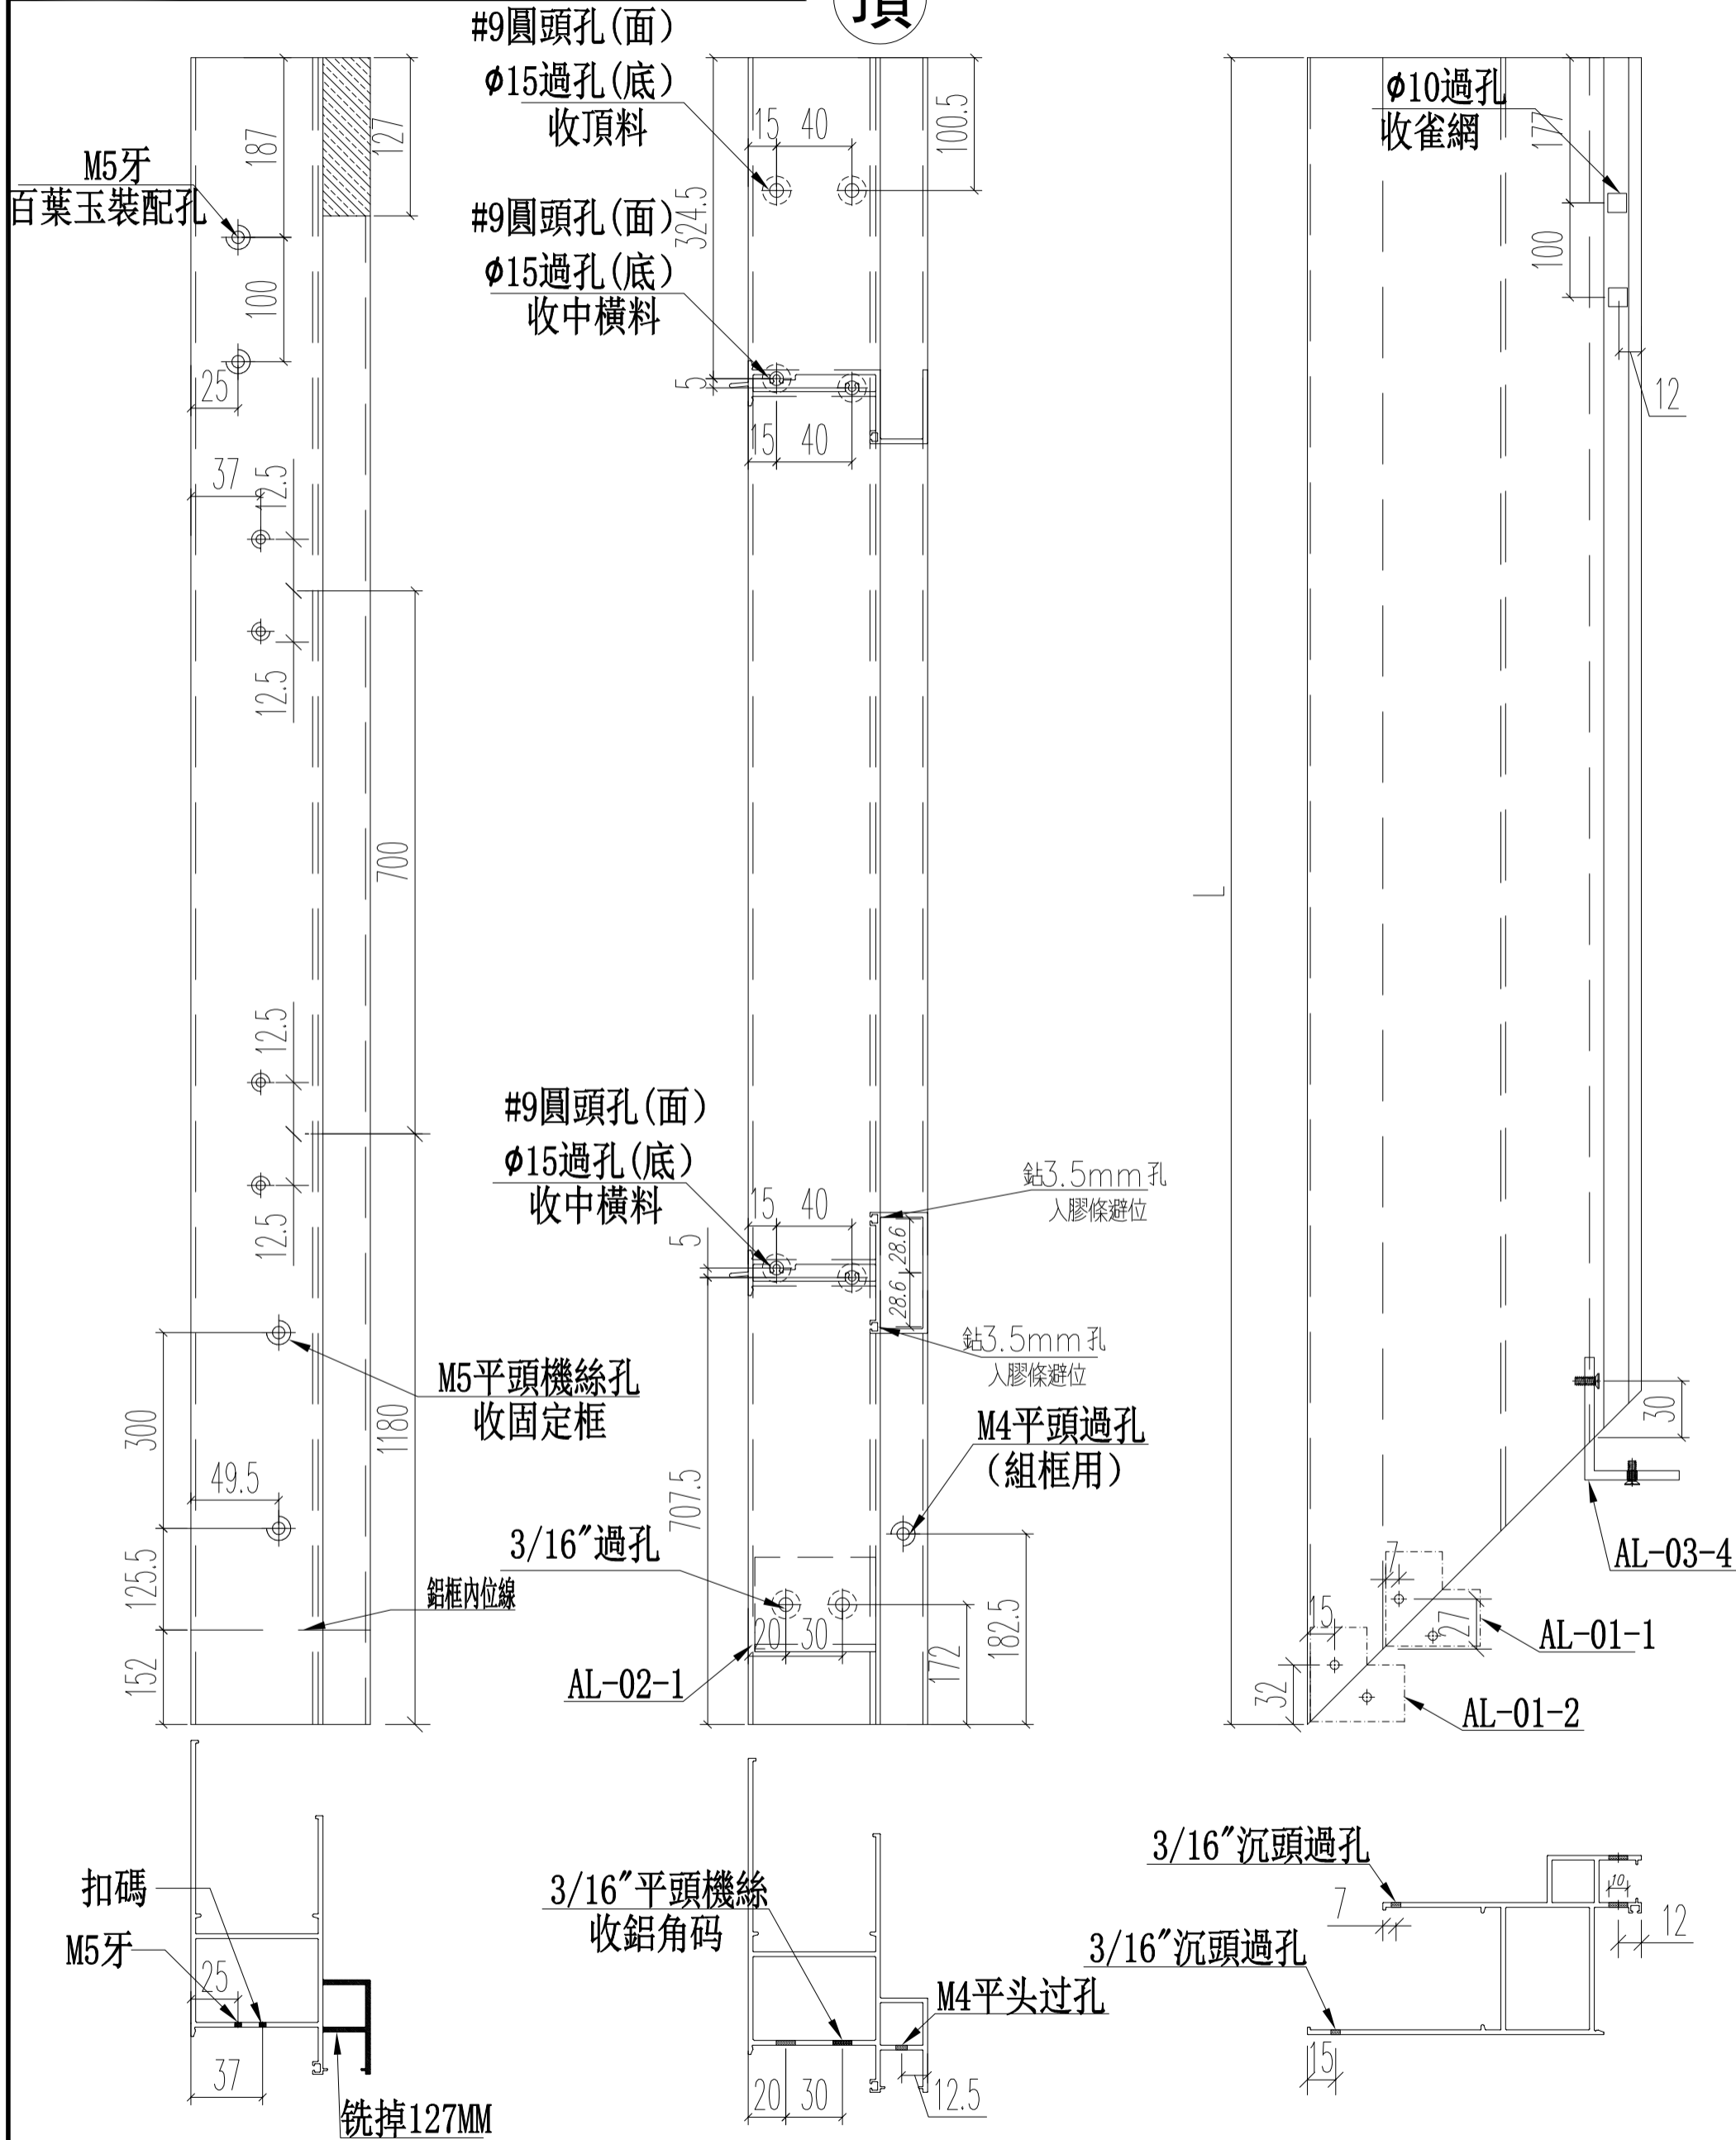 頂
#9圓頭孔(面)
ϕ15過孔(底)
收頂料
M5牙
百葉玉裝配孔
187
127
100
25
37
12.5
12.5
700
12.5
12.5
M5平頭機絲孔
收固定框
300
49.5
125.5
152
1180
鋁框內位線
15
40
100.5
324.5
#9圓頭孔(面)
ϕ15過孔(底)
收中橫料
5
15
40
#9圓頭孔(面)
ϕ15過孔(底)
收中橫料
15
40
5
鉆3.5mm孔
入膠條避位
28.6
28.6
鉆3.5mm孔
入膠條避位
M4平頭過孔
(組框用)
707.5
3/16"過孔
20
30
AL-02-1
172
182.5
ϕ10過孔
收雀網
177
100
12
L
30
AL-03-4
7
15
27
AL-01-1
32
AL-01-2
扣碼
M5牙
25
37
铣掉127MM
3/16"平頭機絲
收鋁角码
M4平头过孔
20
30
12.5
3/16"沉頭過孔
7
10
12
3/16"沉頭過孔
15